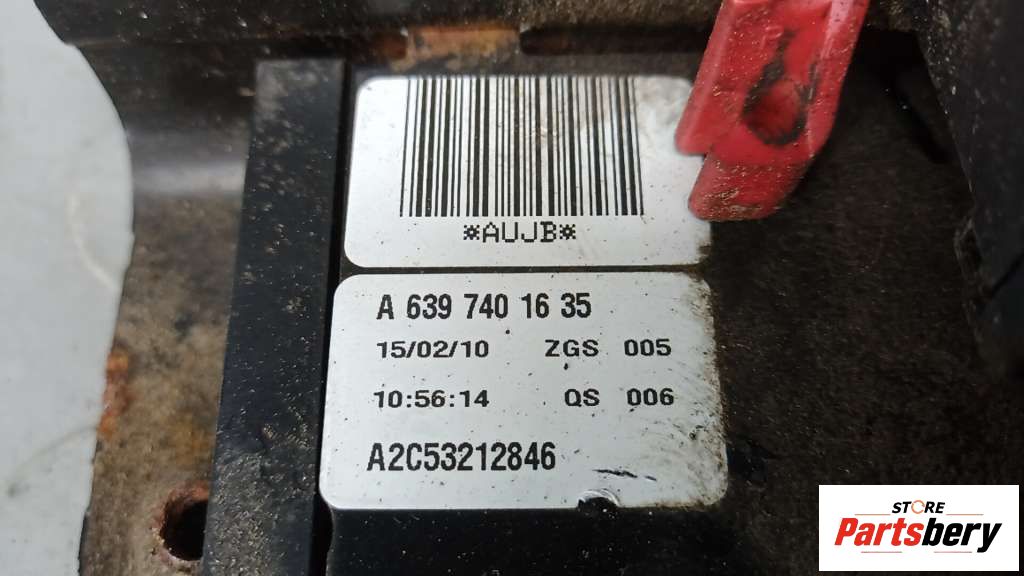 *AUJB*
A 639 740 16 35
15/02/10 ZGS 005
10:56:14 QS 006
A2C53212846
STORE
Partsbery